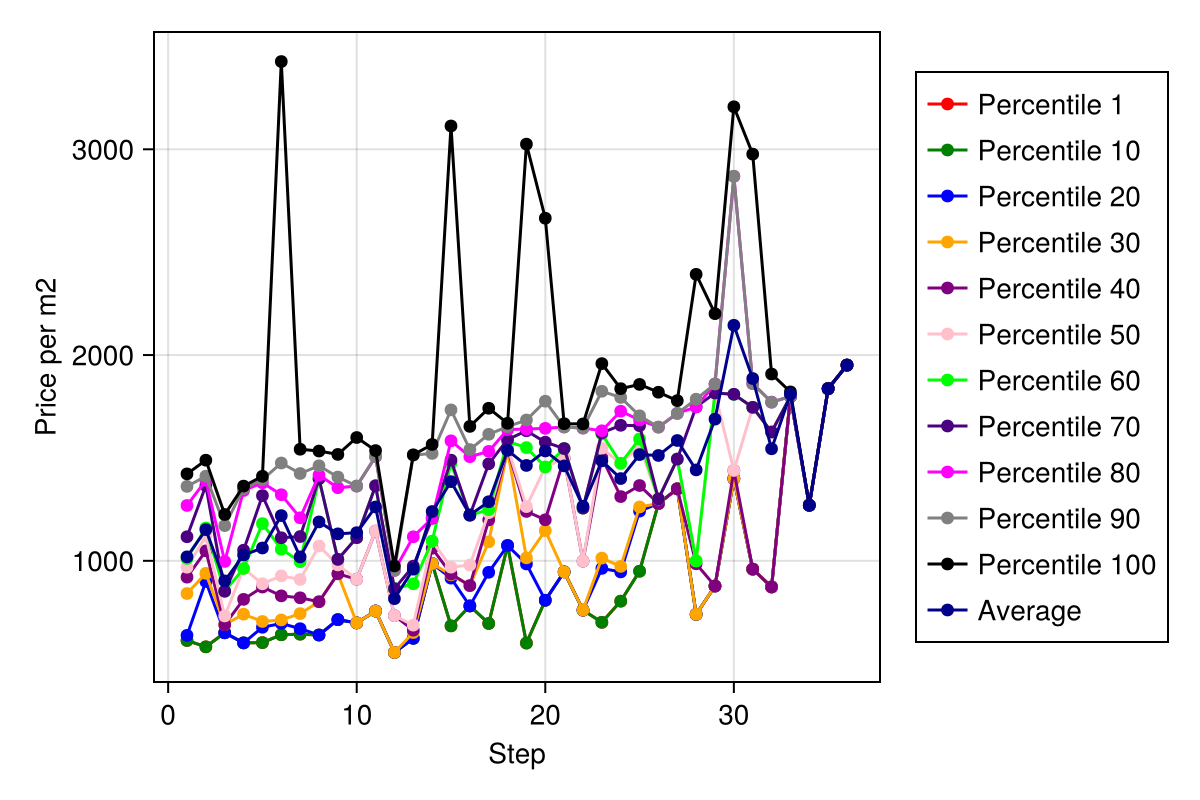 3000
2000
1000
Price per m2
0 10 20 30
Step
Percentile 1
Percentile 10
Percentile 20
Percentile 30
Percentile 40
Percentile 50
Percentile 60
Percentile 70
Percentile 80
Percentile 90
Percentile 100
Average